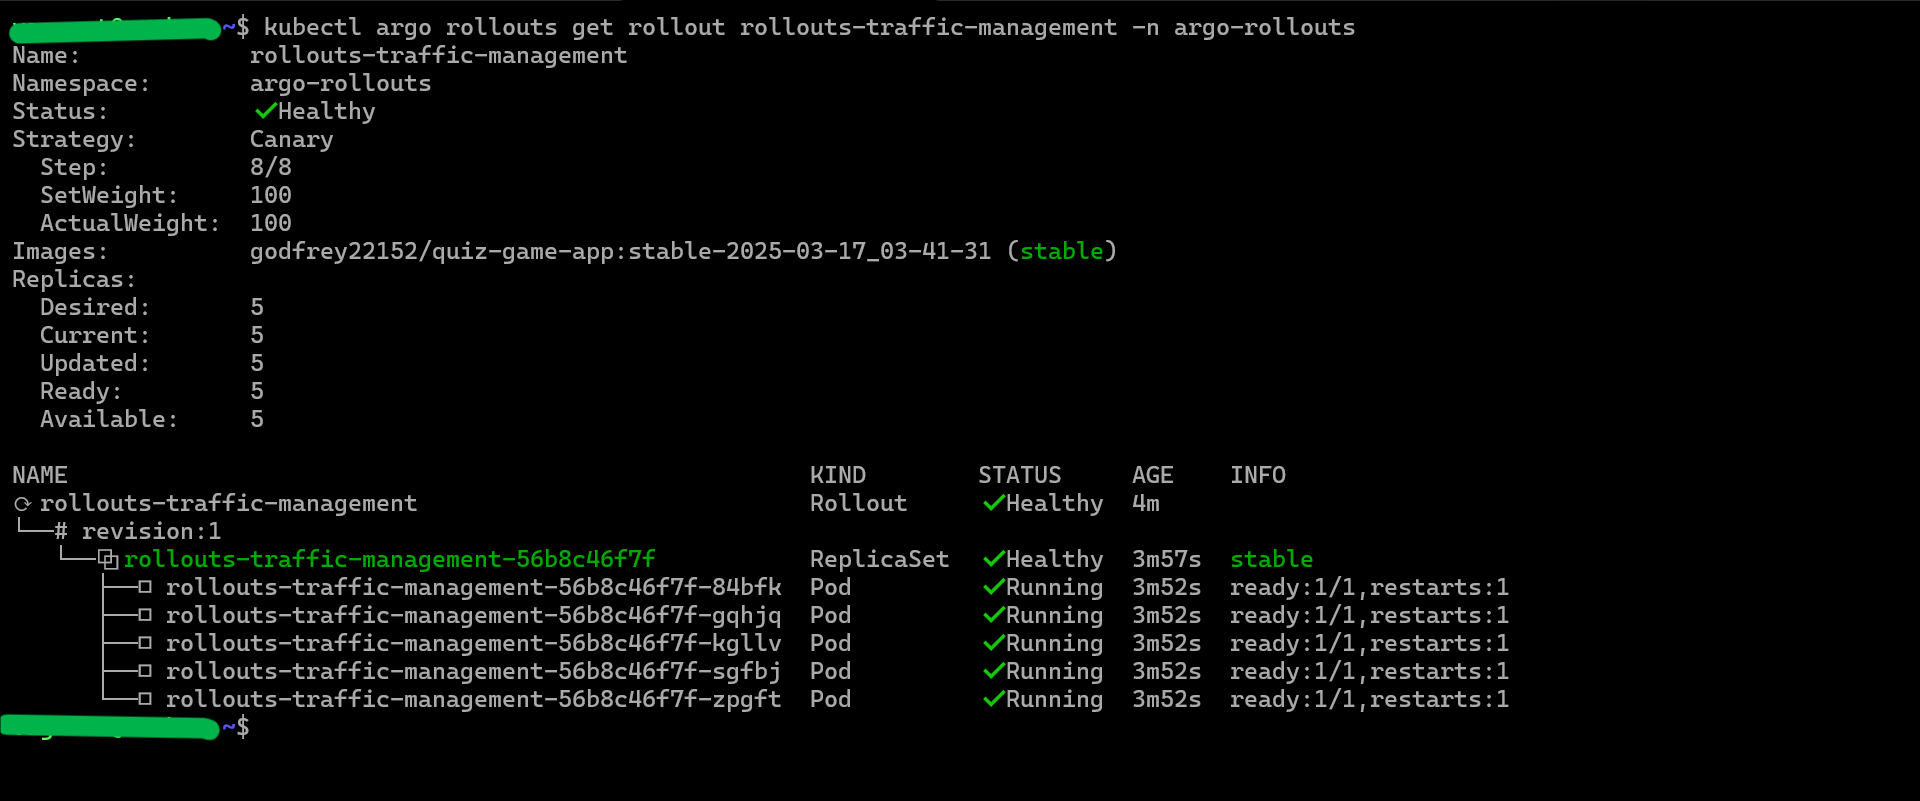 ~$ kubectl argo rollouts get rollout rollouts-traffic-management -n argo-rollouts
Name: rollouts-traffic-management
Namespace: argo-rollouts
Status: ✔Healthy
Strategy: Canary
Step: 8/8
SetWeight: 100
ActualWeight: 100
Images: godfrey22152/quiz-game-app:stable-2025-03-17_03-41-31 (stable)
Replicas:
Desired: 5
Current: 5
Updated: 5
Ready: 5
Available: 5
NAME KIND STATUS AGE INFO
⟳ rollouts-traffic-management Rollout ✔Healthy 4m
└──# revision:1
└──⧉ rollouts-traffic-management-56b8c46f7f ReplicaSet ✔Healthy 3m57s stable
├──□ rollouts-traffic-management-56b8c46f7f-84bfk Pod ✔Running 3m52s ready:1/1,restarts:1
├──□ rollouts-traffic-management-56b8c46f7f-gqhjq Pod ✔Running 3m52s ready:1/1,restarts:1
├──□ rollouts-traffic-management-56b8c46f7f-kgllv Pod ✔Running 3m52s ready:1/1,restarts:1
├──□ rollouts-traffic-management-56b8c46f7f-sgfbj Pod ✔Running 3m52s ready:1/1,restarts:1
└──□ rollouts-traffic-management-56b8c46f7f-zpgft Pod ✔Running 3m52s ready:1/1,restarts:1
~$